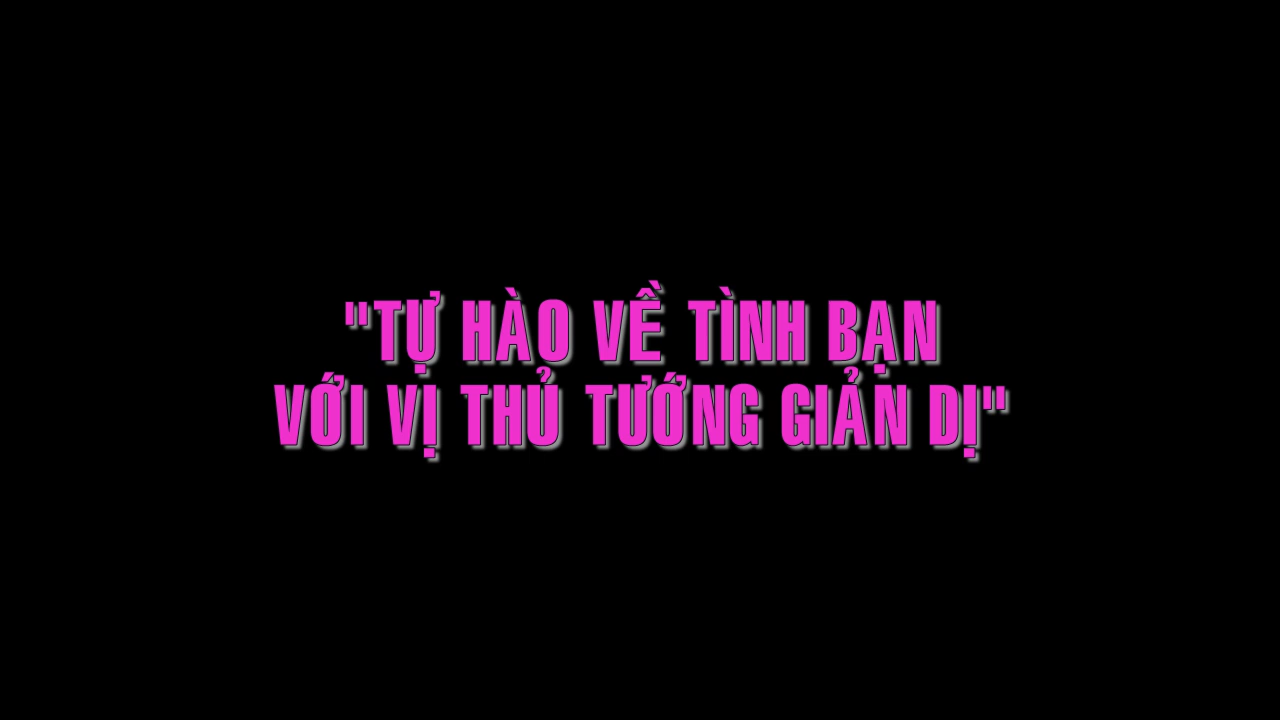 "TỰ HÀO VỀ TÌNH BẠN
VỚI VỊ THỦ TƯỚNG GIẢN DỊ"